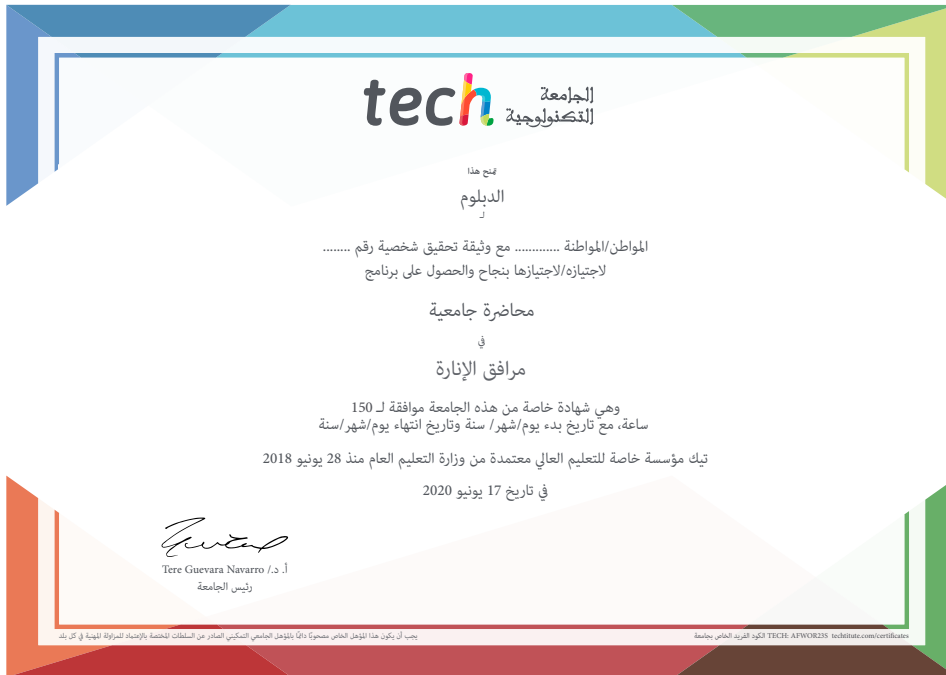 tech الجامعة
التكنولوجية
يمنح هذا
الدبلوم
لـ
المواطن/المواطنة ............. مع وثيقة تحقيق شخصية رقم ........
لاجتيازه/لاجتيازها بنجاح والحصول على برنامج
محاضرة جامعية
في
مرافق الإنارة
وهي شهادة خاصة من هذه الجامعة موافقة لـ 150
ساعة، مع تاريخ بدء يوم/شهر/ سنة وتاريخ انتهاء يوم/شهر/سنة
تيك مؤسسة خاصة للتعليم العالي معتمدة من وزارة التعليم العام منذ 28 يونيو 2018
في تاريخ 17 يونيو 2020
أ. د./ Tere Guevara Navarro
رئيس الجامعة
يجب أن يكون هذا المؤهل الخاص مصحوبًا دائمًا بالمؤهل الجامعي التمكيني الصادر عن السلطات المختصة بالإعتماد للمزاولة المهنية في كل بلد
الكود الفريد الخاص بجامعة TECH: AFWOR23S techtitute.com/certificates